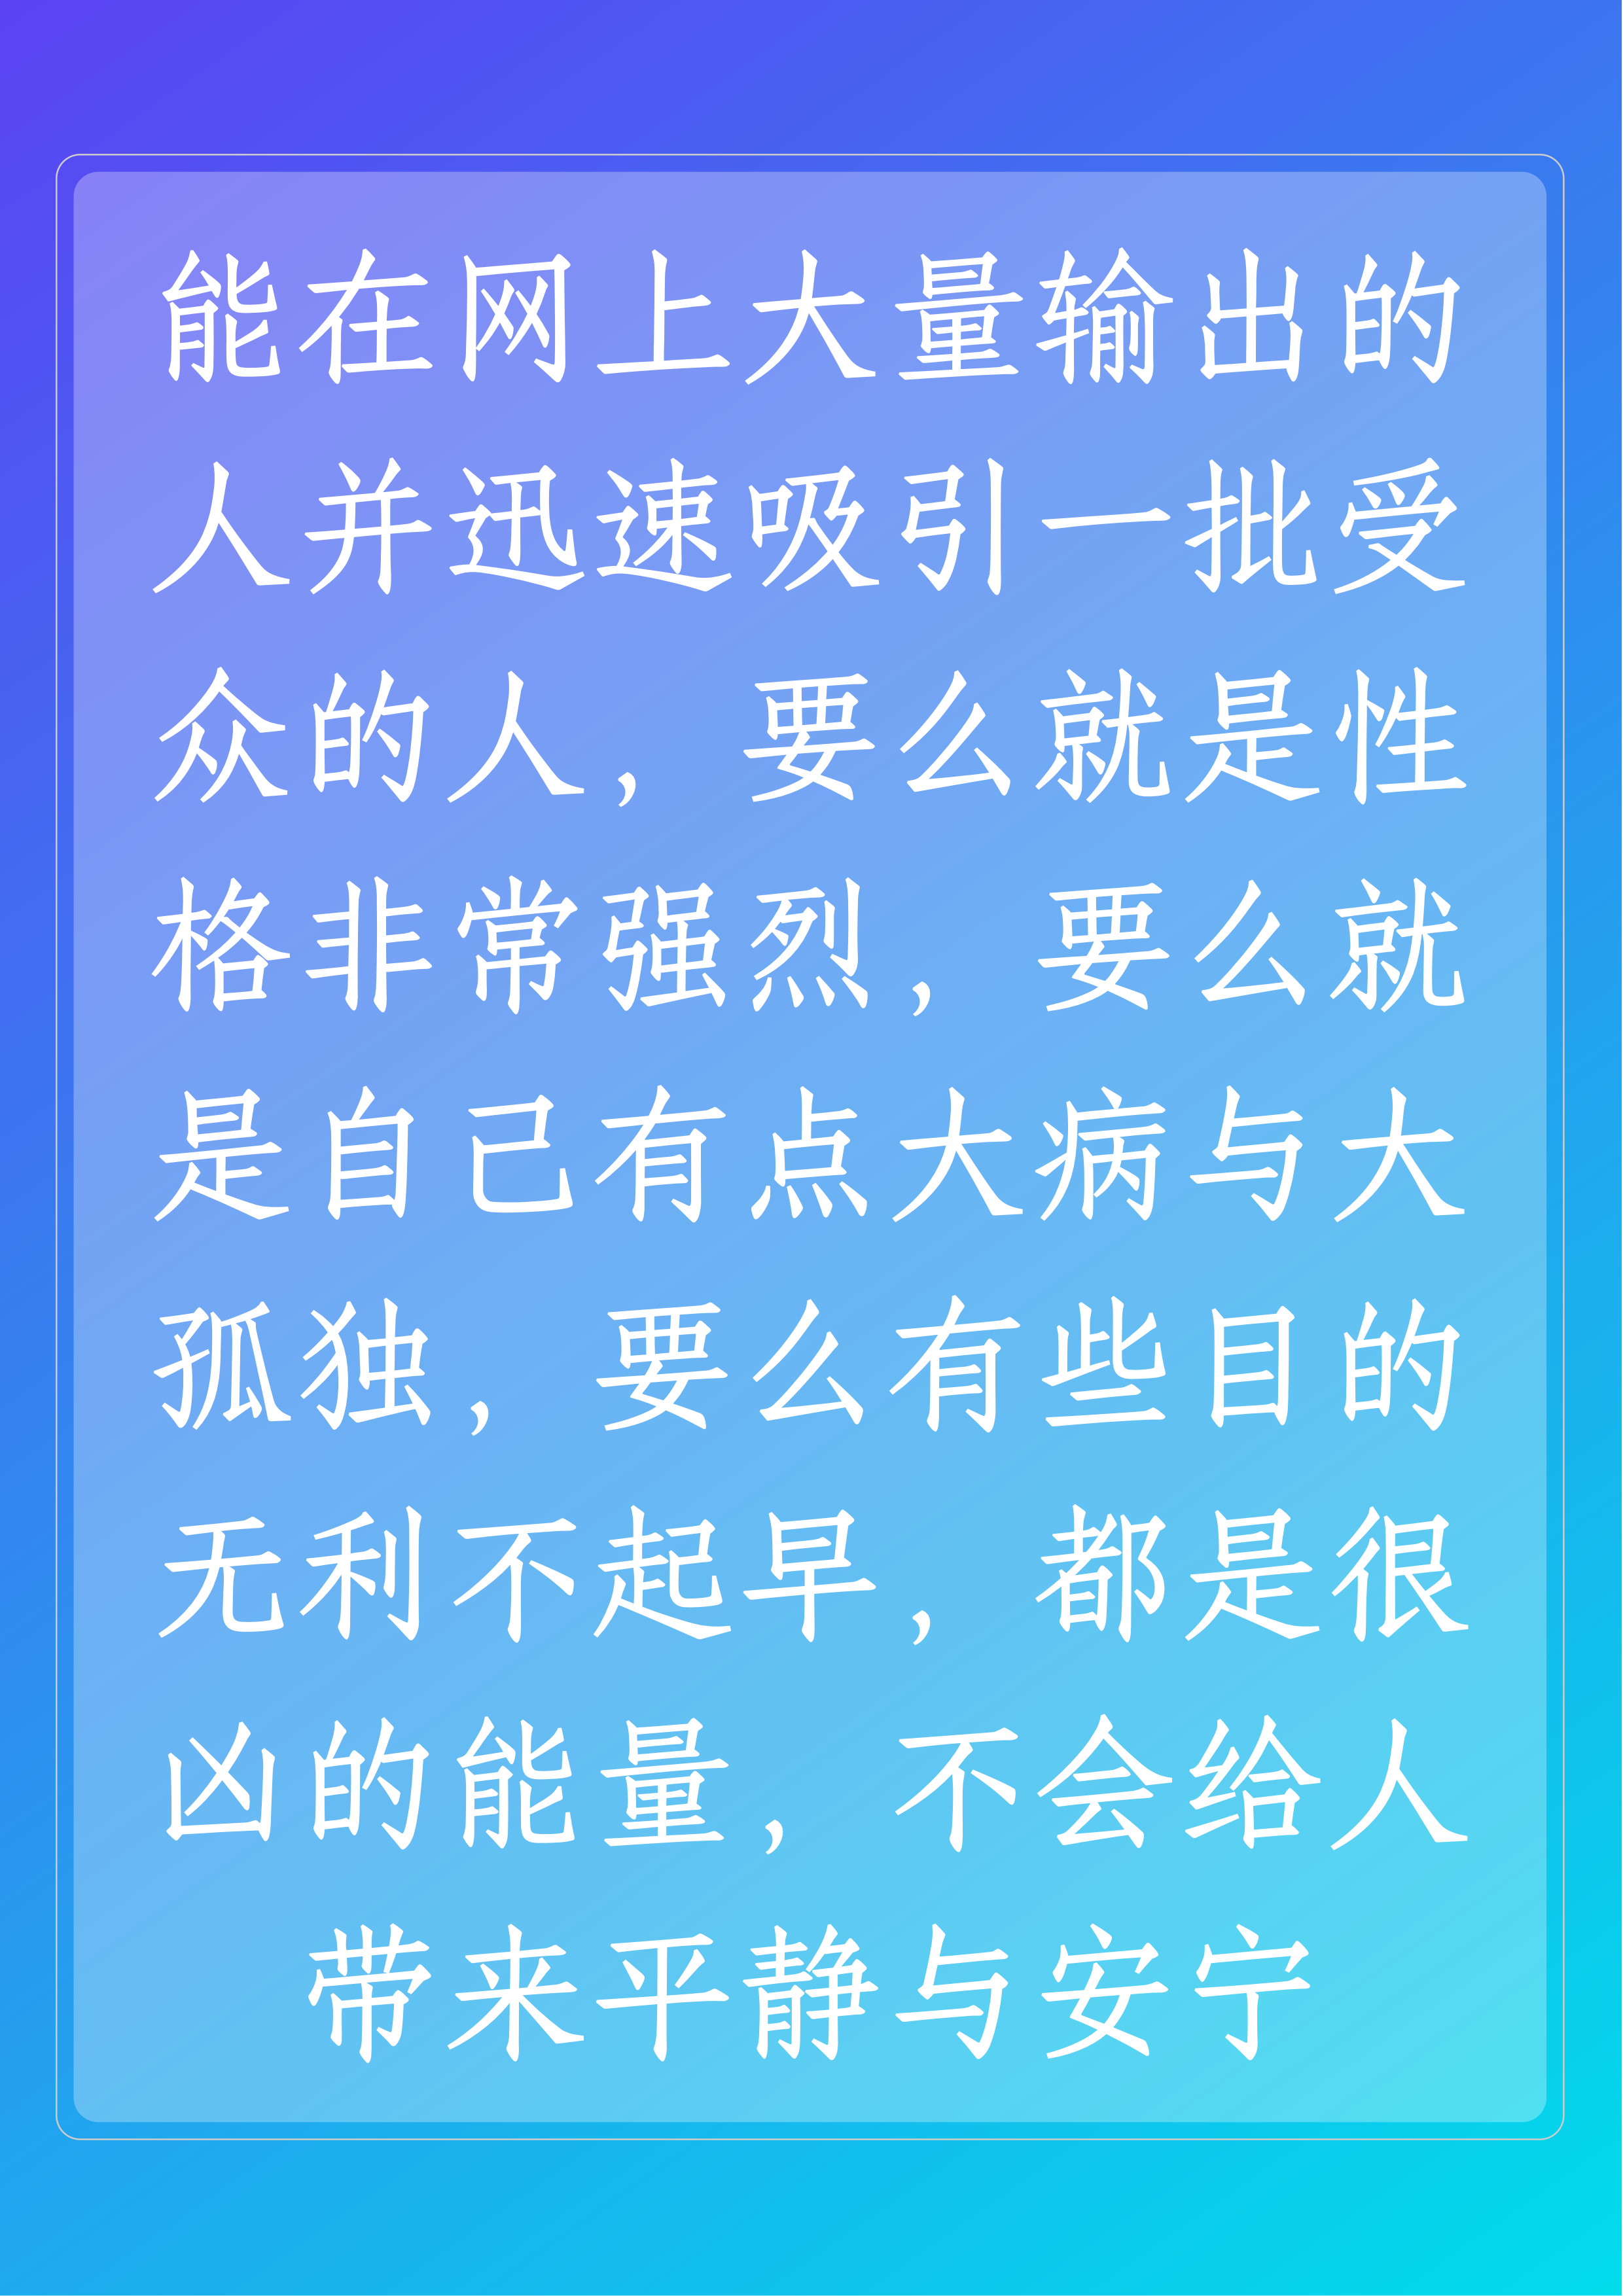 能在网上大量输出的
人并迅速吸引一批受
众的人，要么就是性
格非常强烈，要么就
是自己有点大病与大
孤独，要么有些目的
无利不起早，都是很
凶的能量，不会给人
带来平静与安宁